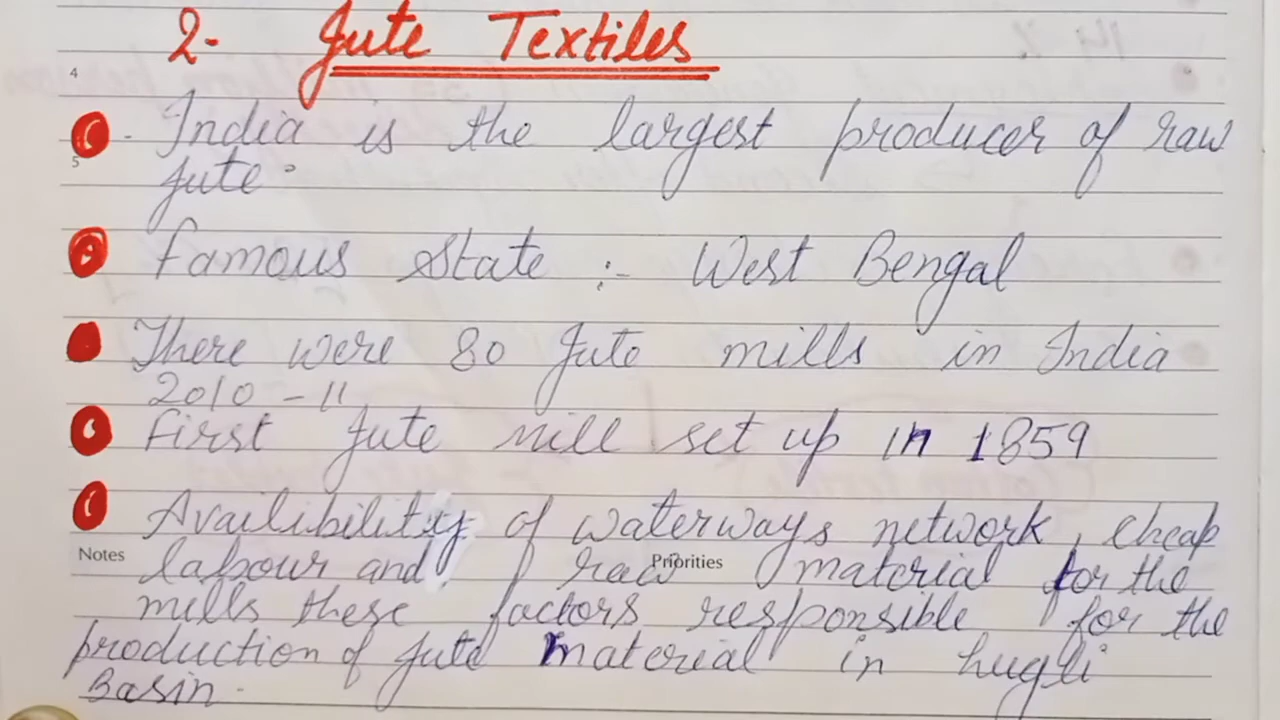 2- Jute Textiles
4
India is the largest producer of raw
5
Jute.
Famous State :- West Bengal
There were 80 Jute mills in India
2010-11
First Jute mill set up in 1859
Availibility of waterways network, cheap
Notes
Priorities
labour and raw material for the
mills these factors responsible for the
production of Jute material in hugli
Basin.